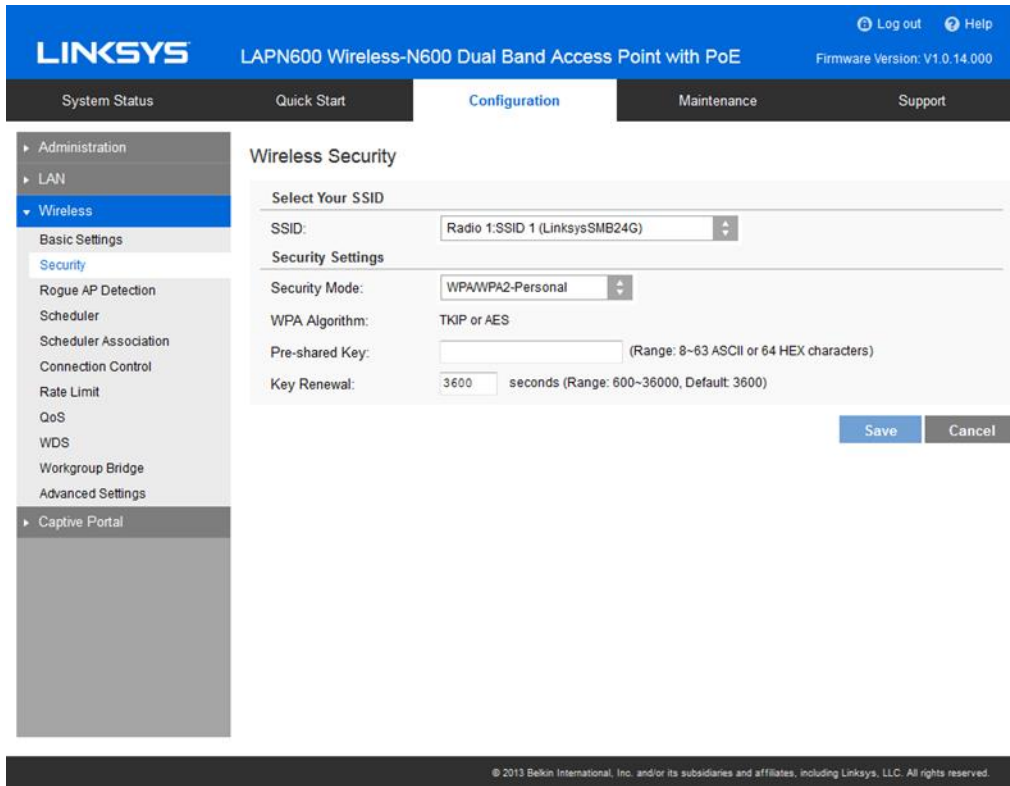 Log out Help
LINKSYS LAPN600 Wireless-N600 Dual Band Access Point with PoE Firmware Version: V1.0.14.000
System Status Quick Start Configuration Maintenance Support
Administration
LAN
Wireless
Basic Settings
Security
Rogue AP Detection
Scheduler
Scheduler Association
Connection Control
Rate Limit
QoS
WDS
Workgroup Bridge
Advanced Settings
Captive Portal
Wireless Security
Select Your SSID
SSID: Radio 1:SSID 1 (LinksysSMB24G)
Security Settings
Security Mode: WPA/WPA2-Personal
WPA Algorithm: TKIP or AES
Pre-shared Key: (Range: 8~63 ASCII or 64 HEX characters)
Key Renewal: 3600 seconds (Range: 600~36000, Default: 3600)
Save Cancel
© 2013 Belkin International, Inc. and/or its subsidiaries and affiliates, including Linksys, LLC. All rights reserved.